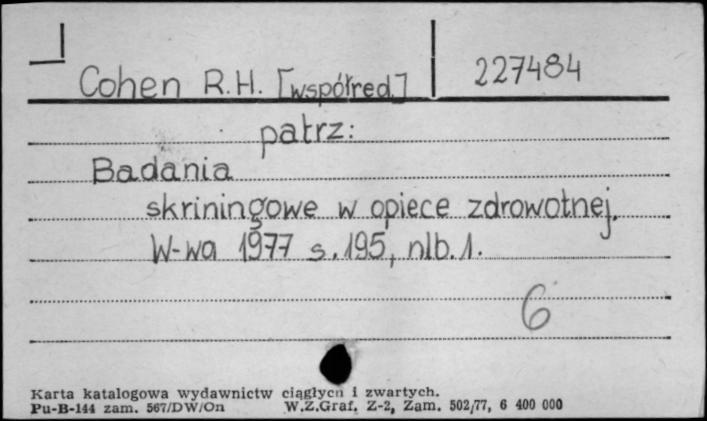 Cohen R.H. [współred.] 227484
patrz:
Badania
skriningowe w opiece zdrowotnej.
W-wa 1977 s. 195, nlb. 1.
6
Karta katalogowa wydawnictw ciągłych i zwartych.
Pu-B-144 zam. 567/DW/On W.Z.Graf. Z-2, Zam. 502/77, 6 400 000